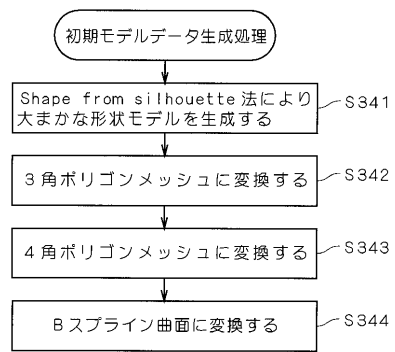 初期モデルデータ生成処理
Shape from silhouette 法により
大まかな形状モデルを生成する
S341
3角ポリゴンメッシュに変換する
S342
4角ポリゴンメッシュに変換する
S343
Bスプライン曲面に変換する
S344